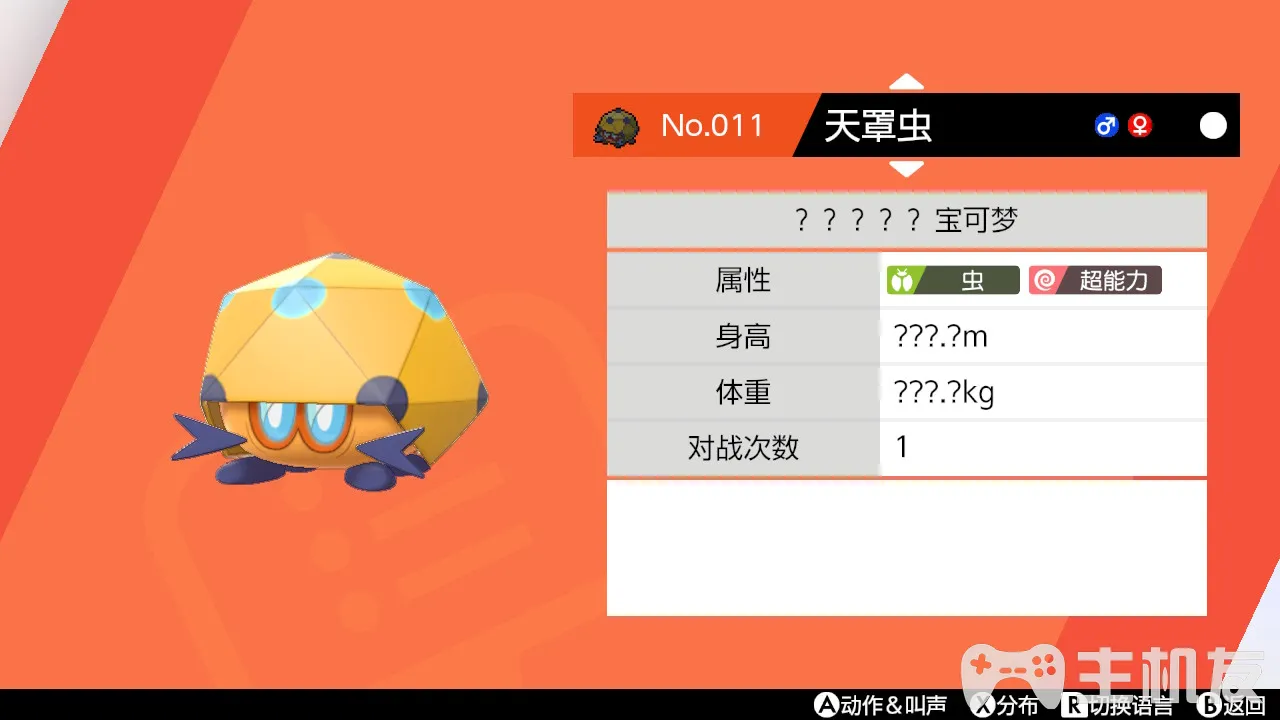 No.011 天罩虫 ♂ ♀
？？？？？宝可梦
属性 虫 超能力
身高 ???.?m
体重 ???.?kg
对战次数 1
主机友
A动作&叫声 X分布 R切换语言 B返回